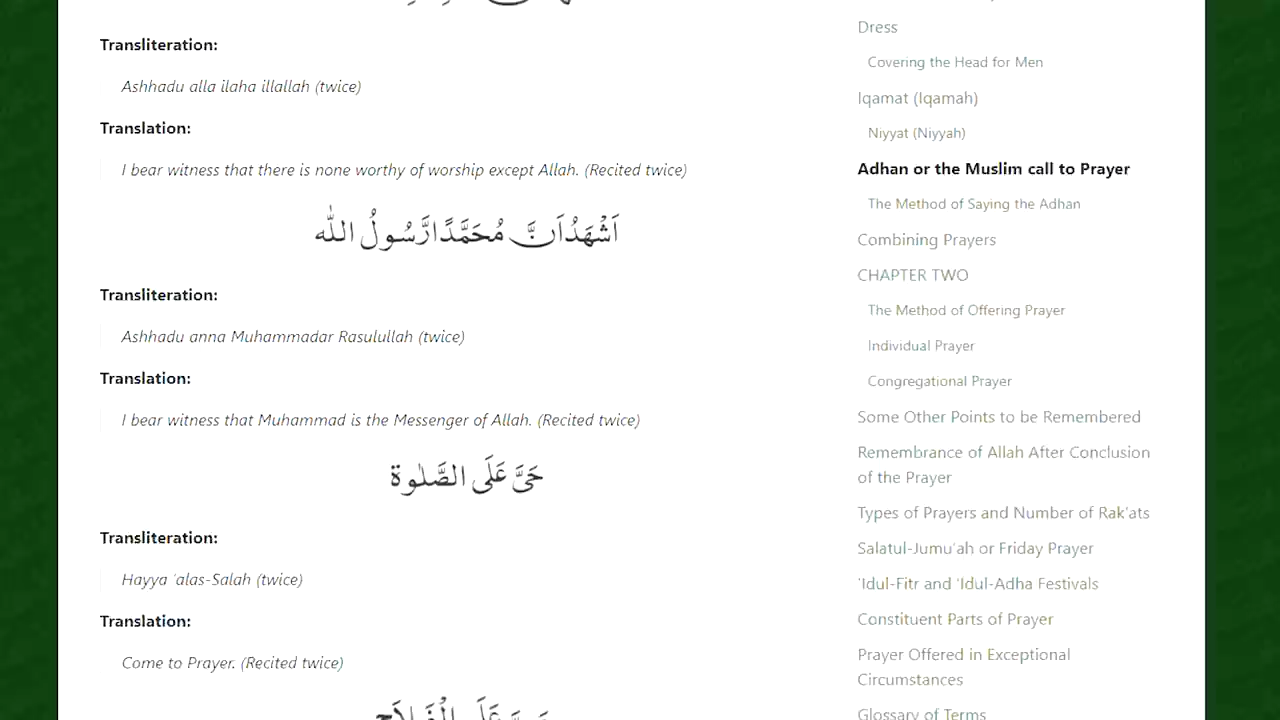 Transliteration:
Ashhadu alla ilaha illallah (twice)
Translation:
I bear witness that there is none worthy of worship except Allah. (Recited twice)
اَشْهَدُاَنَّ مُحَمَّدًارَّسُولُ اللّٰه
Transliteration:
Ashhadu anna Muhammadar Rasulullah (twice)
Translation:
I bear witness that Muhammad is the Messenger of Allah. (Recited twice)
حَیَّ عَلَی الصَّلٰوة
Transliteration:
Hayya ‘alas-Salah (twice)
Translation:
Come to Prayer. (Recited twice)
حَیَّ عَلَی الْفَلَاح
Dress
Covering the Head for Men
Iqamat (Iqamah)
Niyyat (Niyyah)
Adhan or the Muslim call to Prayer
The Method of Saying the Adhan
Combining Prayers
CHAPTER TWO
The Method of Offering Prayer
Individual Prayer
Congregational Prayer
Some Other Points to be Remembered
Remembrance of Allah After Conclusion
of the Prayer
Types of Prayers and Number of Rak’ats
Salatul-Jumu’ah or Friday Prayer
‘Idul-Fitr and ‘Idul-Adha Festivals
Constituent Parts of Prayer
Prayer Offered in Exceptional
Circumstances
Glossary of Terms